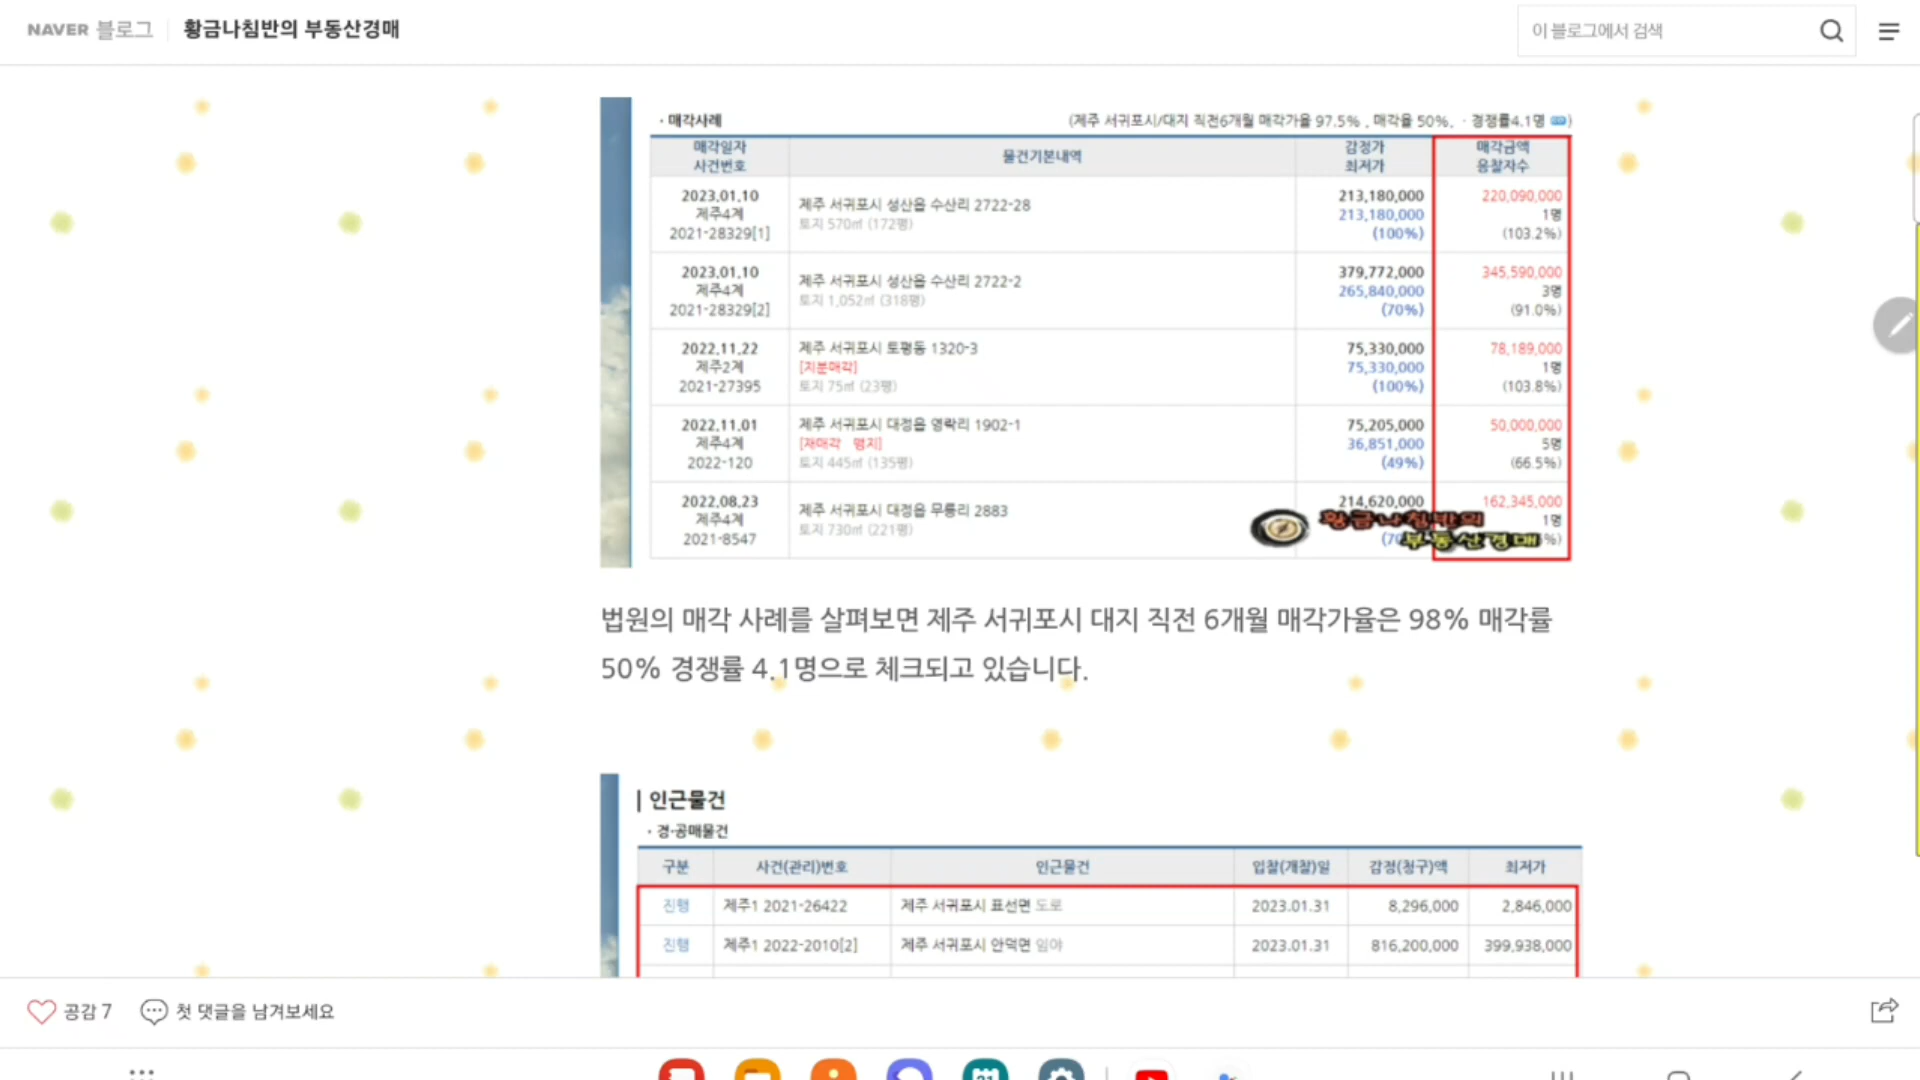 NAVER 블로그 황금나침반의 부동산경매
이 블로그에서 검색
· 매각사례 (제주 서귀포시/대지 직전6개월 매각가율 97.5% , 매각율 50%, · 경쟁률4.1명 )
매각일자 사건번호 물건기본내역 감정가 최저가 매각금액 응찰자수
2023.01.10 제주 서귀포시 성산읍 수산리 2722-28 213,180,000 220,090,000
제주4계 토지 570㎡ (172평) 213,180,000 1명
2021-28329[1] (100%) (103.2%)
2023.01.10 제주 서귀포시 성산읍 수산리 2722-2 379,772,000 345,590,000
제주4계 토지 1,052㎡ (318평) 265,840,000 3명
2021-28329[2] (70%) (91.0%)
2022.11.22 제주 서귀포시 토평동 1320-3 75,330,000 78,189,000
제주2계 [지분매각] 75,330,000 1명
2021-27395 토지 75㎡ (23평) (100%) (103.8%)
2022.11.01 제주 서귀포시 대정읍 영락리 1902-1 75,205,000 50,000,000
제주4계 [재매각 맹지] 36,851,000 5명
2022-120 토지 445㎡ (135평) (49%) (66.5%)
2022.08.23 제주 서귀포시 대정읍 무릉리 2883 214,620,000 162,345,000
제주4계 토지 730㎡ (221평) 황금나침반의 1명
2021-8547 부동산경매
법원의 매각 사례를 살펴보면 제주 서귀포시 대지 직전 6개월 매각가율은 98% 매각률
50% 경쟁률 4.1명으로 체크되고 있습니다.
인근물건
· 경·공매물건
구분 사건(관리)번호 인근물건 입찰(개찰)일 감정(청구)액 최저가
진행 제주1 2021-26422 제주 서귀포시 표선면 도로 2023.01.31 8,296,000 2,846,000
진행 제주1 2022-2010[2] 제주 서귀포시 안덕면 임야 2023.01.31 816,200,000 399,938,000
공감 7 첫 댓글을 남겨보세요